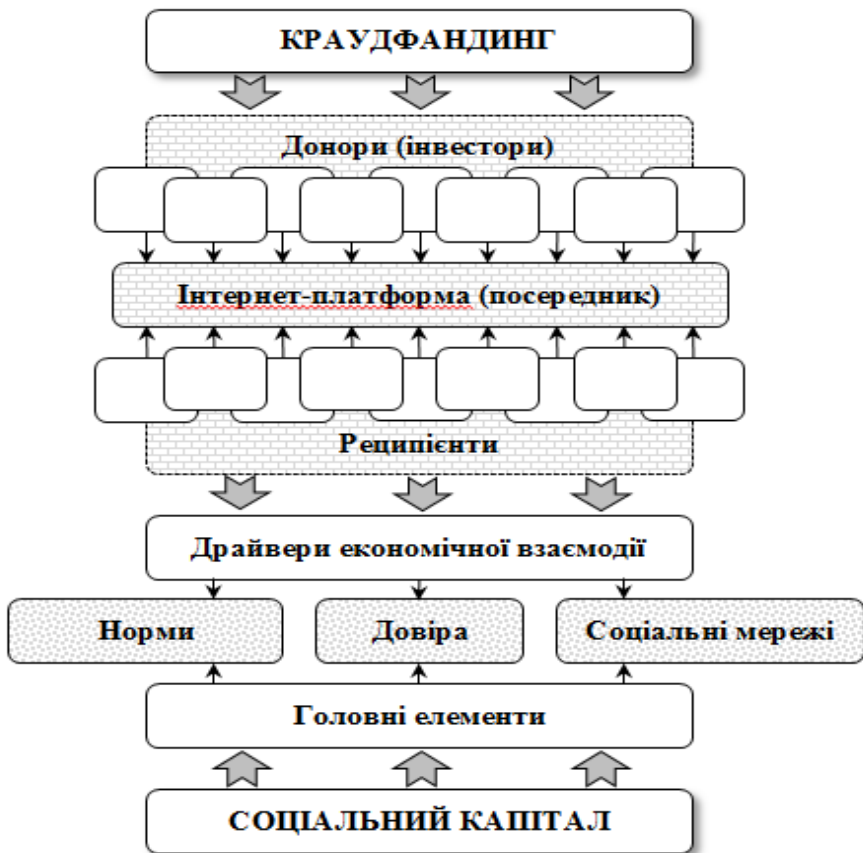 КРАУДФАНДИНГ
Донори (інвестори)
Інтернет-платформа (посередник)
Реципієнти
Драйвери економічної взаємодії
Норми
Довіра
Соціальні мережі
Головні елементи
СОЦІАЛЬНИЙ КАПІТАЛ